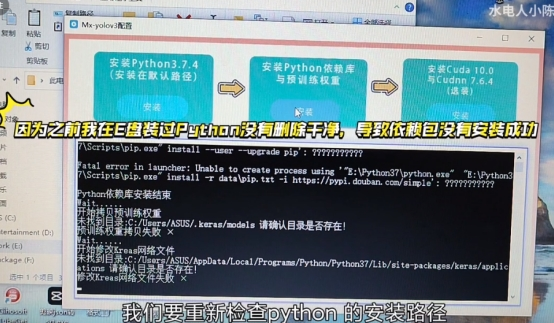 水电人小陈
复制
粘贴
Mx-yolov3配置
安装Python3.7.4
(安装在默认路径)
安装
安装Python依赖库
与预训练权重
安装
安装Cuda 10.0
与Cudnn 7.6.4
(选装)
安装
因为之前我在E盘装过Python没有删除干净，导致依赖包没有安装成功
7\Scripts\pip.exe" install --user --upgrade pip': ???????????
Fatal error in launcher: Unable to create process using '"E:\Python37\python.exe" "E:\Python3
7\Scripts\pip.exe" install -r data\pip.txt -i https://pypi.douban.com/simple': ???????????
Python依赖库安装结束
Wait......
开始拷贝预训练权重
未找到目录:C:/Users/ASUS/.keras/models 请确认目录是否存在!
预训练权重拷贝失败 ×
Wait......
开始修改Kreas网络文件
未找到目录:C:/Users/ASUS/AppData/Local/Programs/Python/Python37/Lib/site-packages/keras/applic
ations 请确认目录是否存在!
修改Kreas网络文件失败 ×
我们要重新检查python 的安装路径